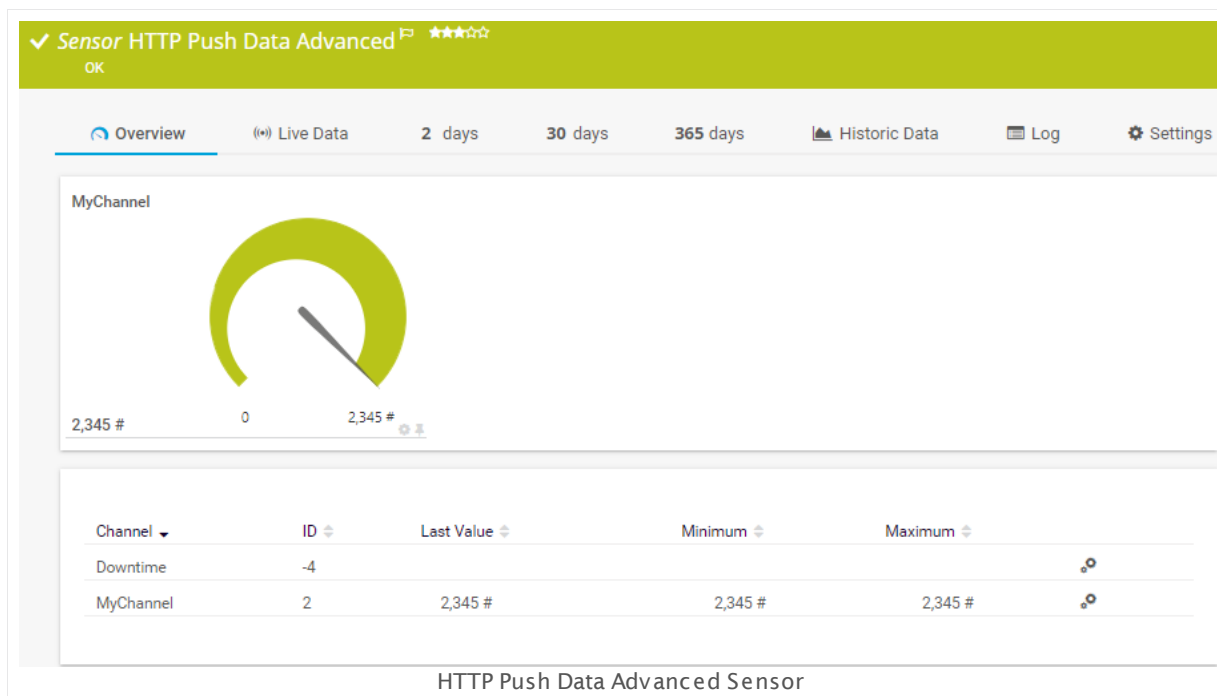 Sensor HTTP Push Data Advanced
OK
Overview Live Data 2 days 30 days 365 days Historic Data Log Settings
MyChannel
2,345 # 0 2,345 #
Channel ID Last Value Minimum Maximum
Downtime -4
MyChannel 2 2,345 # 2,345 # 2,345 #
HTTP Push Data Advanced Sensor